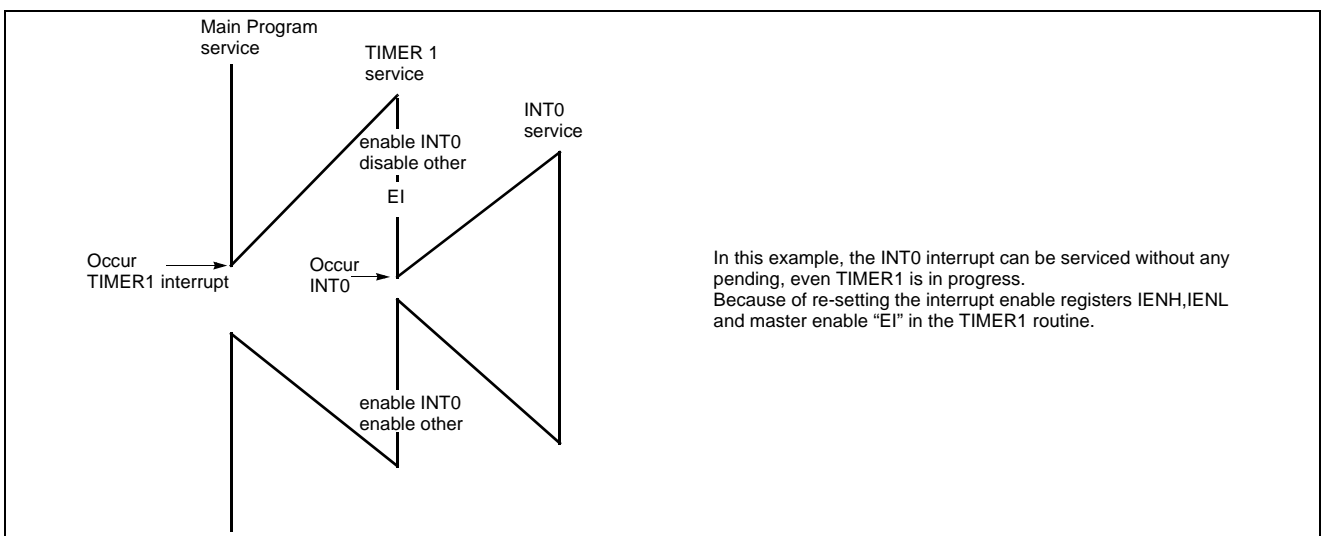 Main Program
service
TIMER 1
service
INT0
service
enable INT0
disable other
EI
Occur
TIMER1 interrupt
Occur
INT0
In this example, the INT0 interrupt can be serviced without any
pending, even TIMER1 is in progress.
Because of re-setting the interrupt enable registers IENH,IENL
and master enable “EI” in the TIMER1 routine.
enable INT0
enable other